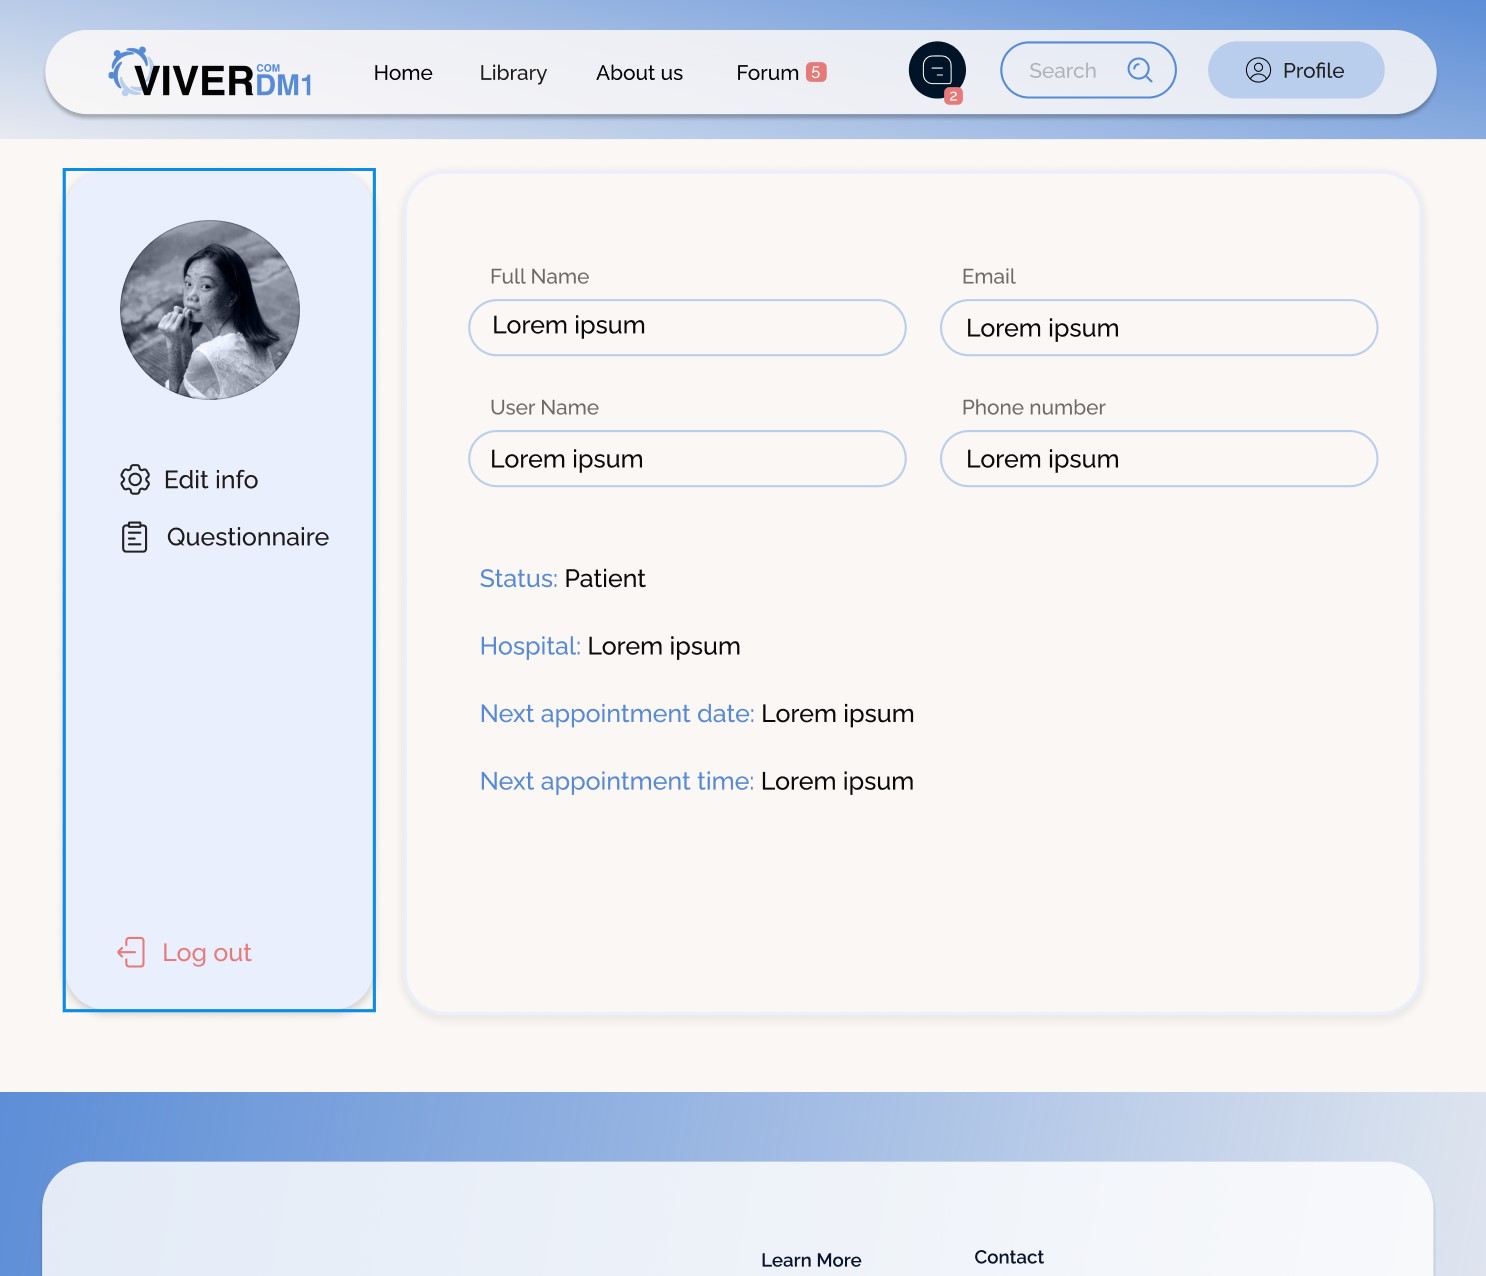 VIVER COM DM1
Home
Library
About us
Forum 5
2
Search
Profile
Full Name
Lorem ipsum
Email
Lorem ipsum
User Name
Lorem ipsum
Phone number
Lorem ipsum
Edit info
Questionnaire
Log out
Status: Patient
Hospital: Lorem ipsum
Next appointment date: Lorem ipsum
Next appointment time: Lorem ipsum
Learn More
Contact